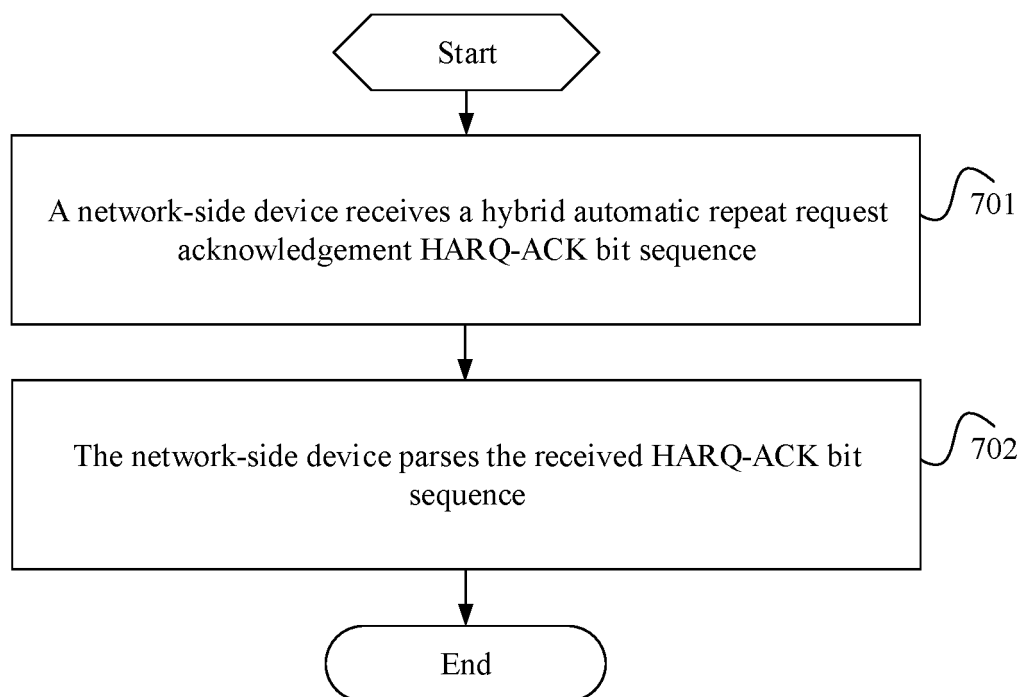 Start
A network-side device receives a hybrid automatic repeat request
acknowledgement HARQ-ACK bit sequence
701
The network-side device parses the received HARQ-ACK bit
sequence
702
End